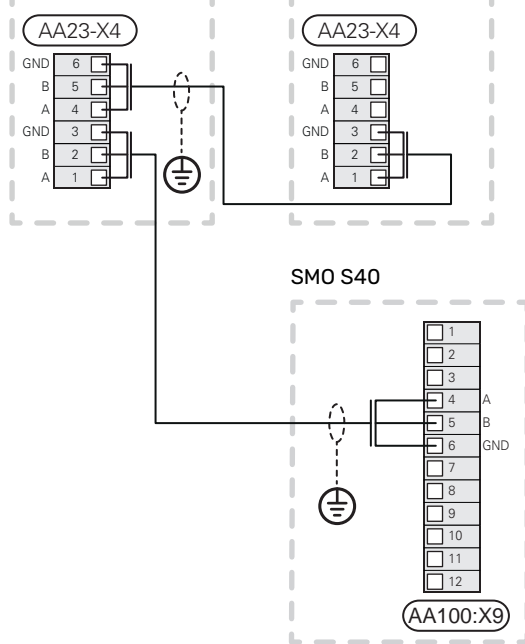 AA23-X4
GND 6
B 5
A 4
GND 3
B 2
A 1
AA23-X4
GND 6
B 5
A 4
GND 3
B 2
A 1
SMO S40
1
2
3
4 A
5 B
6 GND
7
8
9
10
11
12
AA100:X9